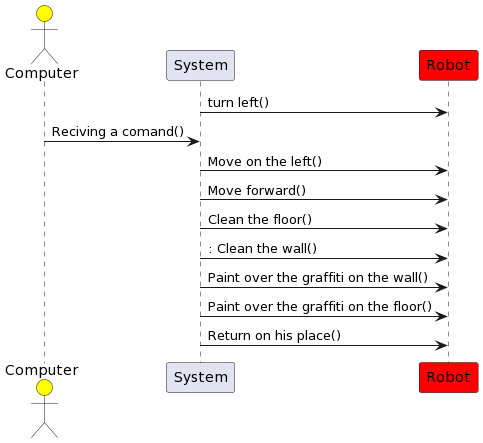 Computer
System
Robot
turn left()
Reciving a comand()
Move on the left()
Move forward()
Clean the floor()
: Clean the wall()
Paint over the graffiti on the wall()
Paint over the graffiti on the floor()
Return on his place()
Computer
System
Robot